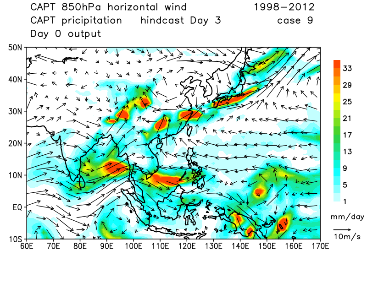 CAPT 850hPa horizontal wind 1998-2012
CAPT pricipitation hindcast Day 3 case 9
Day 0 output
50N
40N
30N
20N
10N
EQ
10S
60E 70E 80E 90E 100E 110E 120E 130E 140E 150E 160E 170E
33
29
25
21
17
13
9
5
1
mm/day
10m/s